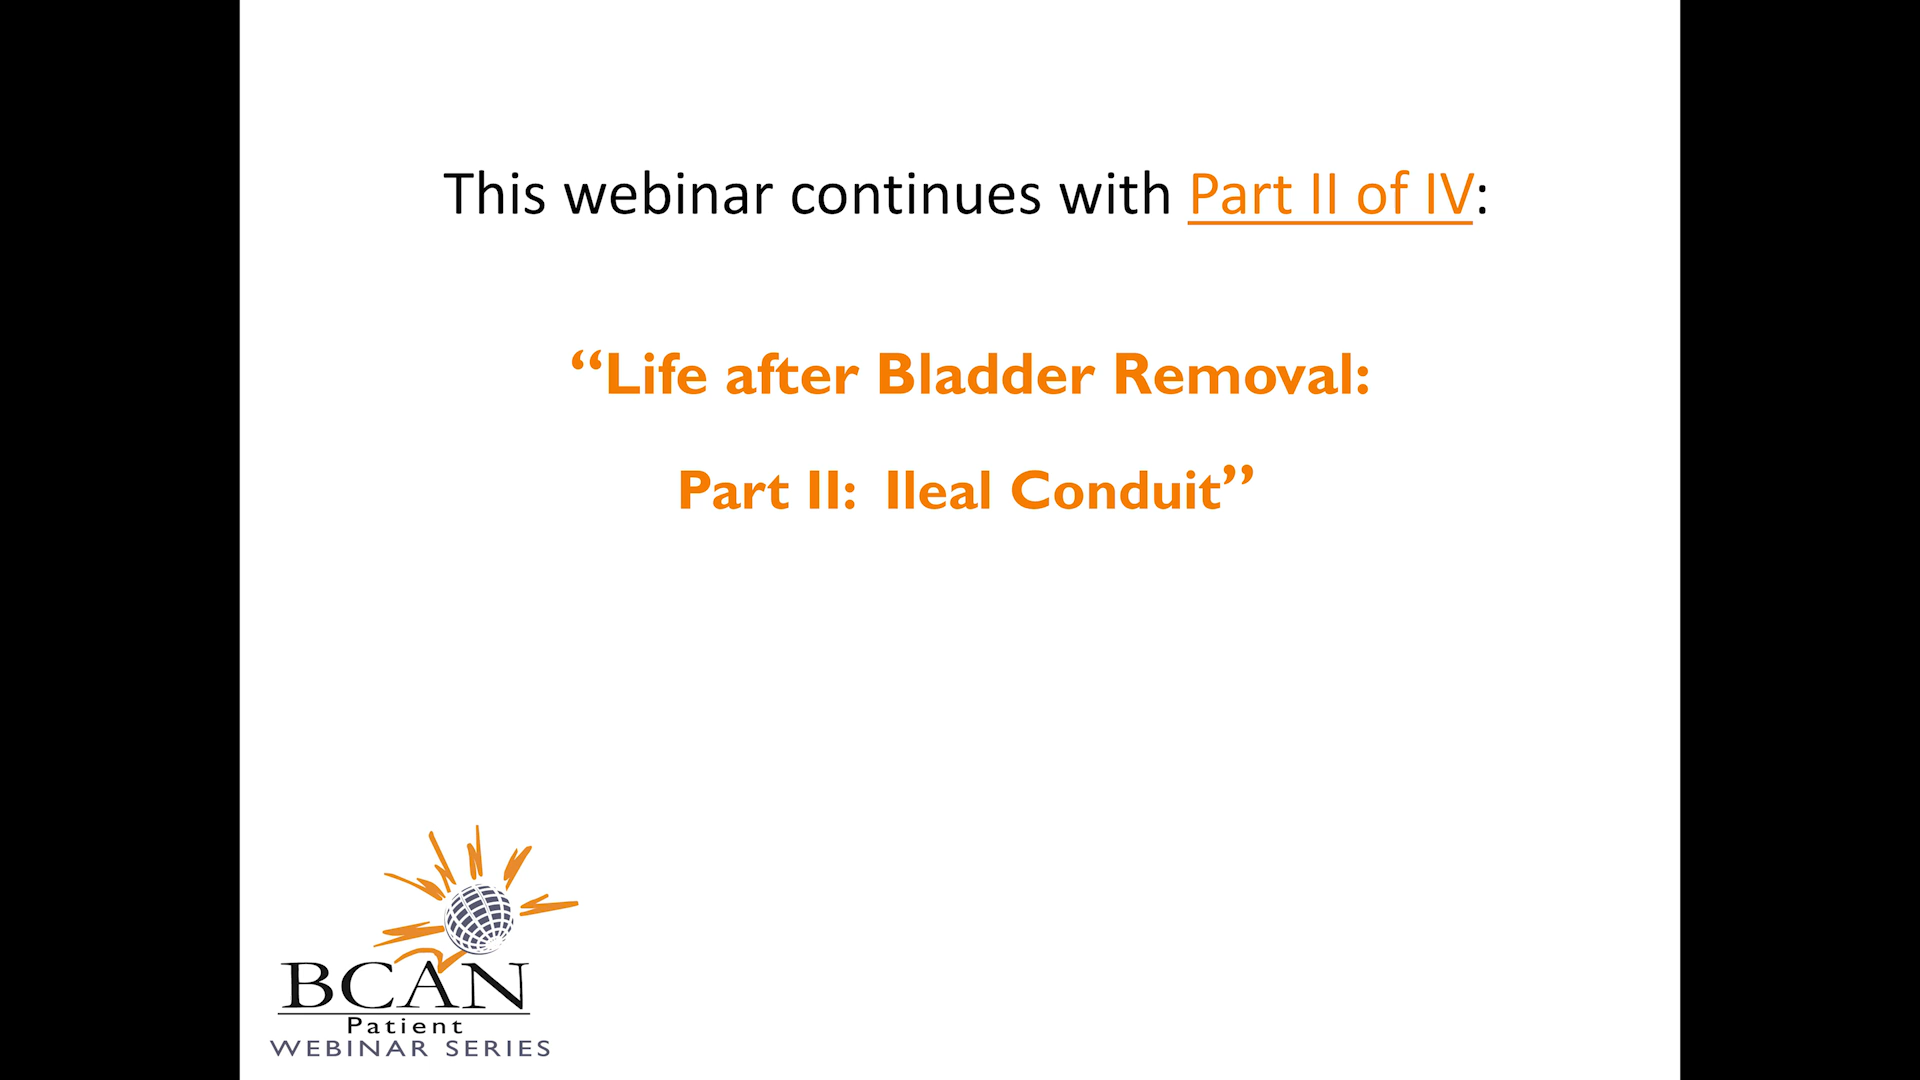 This webinar continues with Part II of IV:
“Life after Bladder Removal:
Part II: Ileal Conduit”
BCAN
Patient
WEBINAR SERIES